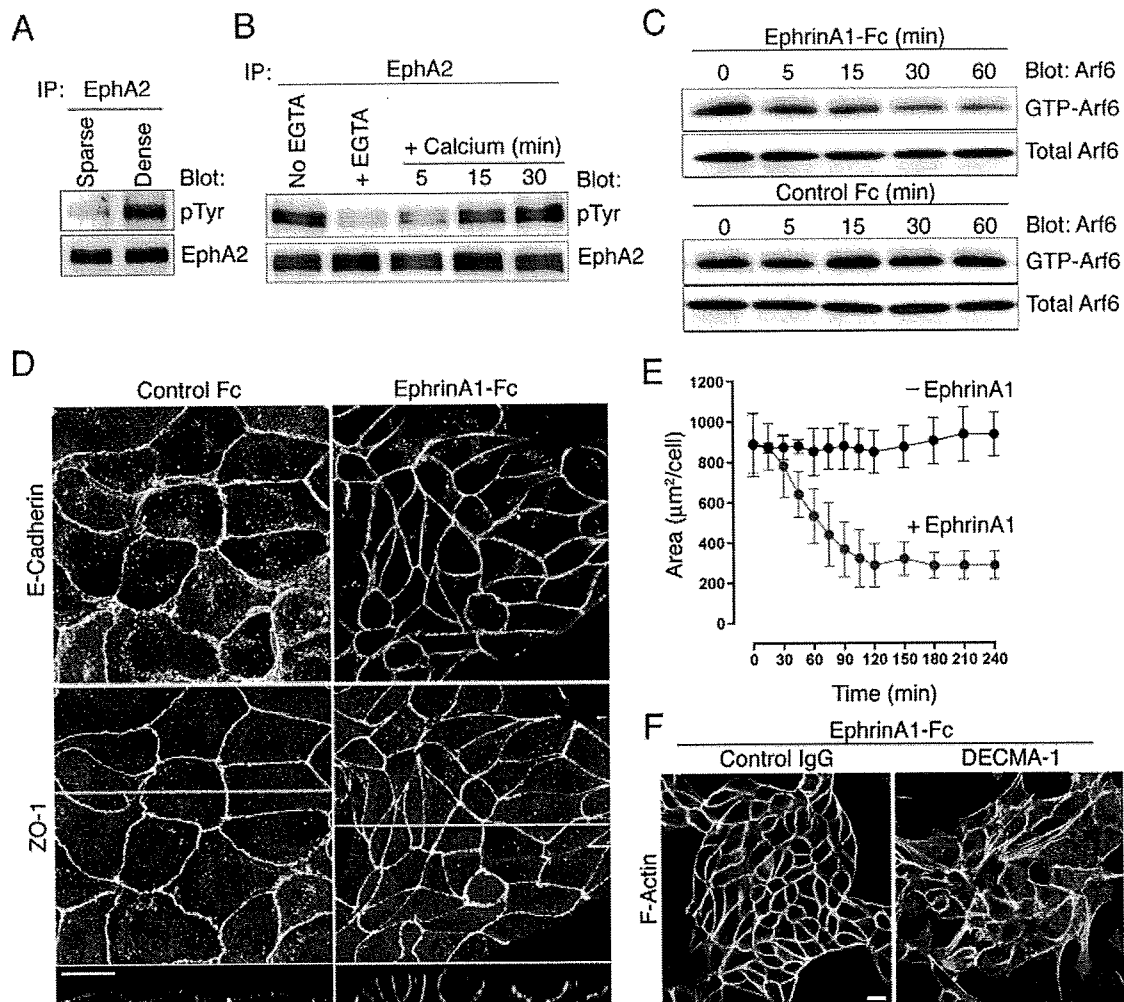 A
IP: EphA2
Sparse
Dense
Blot:
pTyr
EphA2
B
IP: EphA2
No EGTA
+ EGTA
+ Calcium (min)
5 15 30 Blot:
pTyr
EphA2
C
EphrinA1-Fc (min)
0 5 15 30 60 Blot: Arf6
GTP-Arf6
Total Arf6
Control Fc (min)
0 5 15 30 60 Blot: Arf6
GTP-Arf6
Total Arf6
D
Control Fc EphrinA1-Fc
E-Cadherin
ZO-1
E
1200
1000
800
600
400
200
0
Area (μm²/cell)
− EphrinA1
+ EphrinA1
0 30 60 90 120 150 180 210 240
Time (min)
F
EphrinA1-Fc
Control IgG DECMA-1
F-Actin